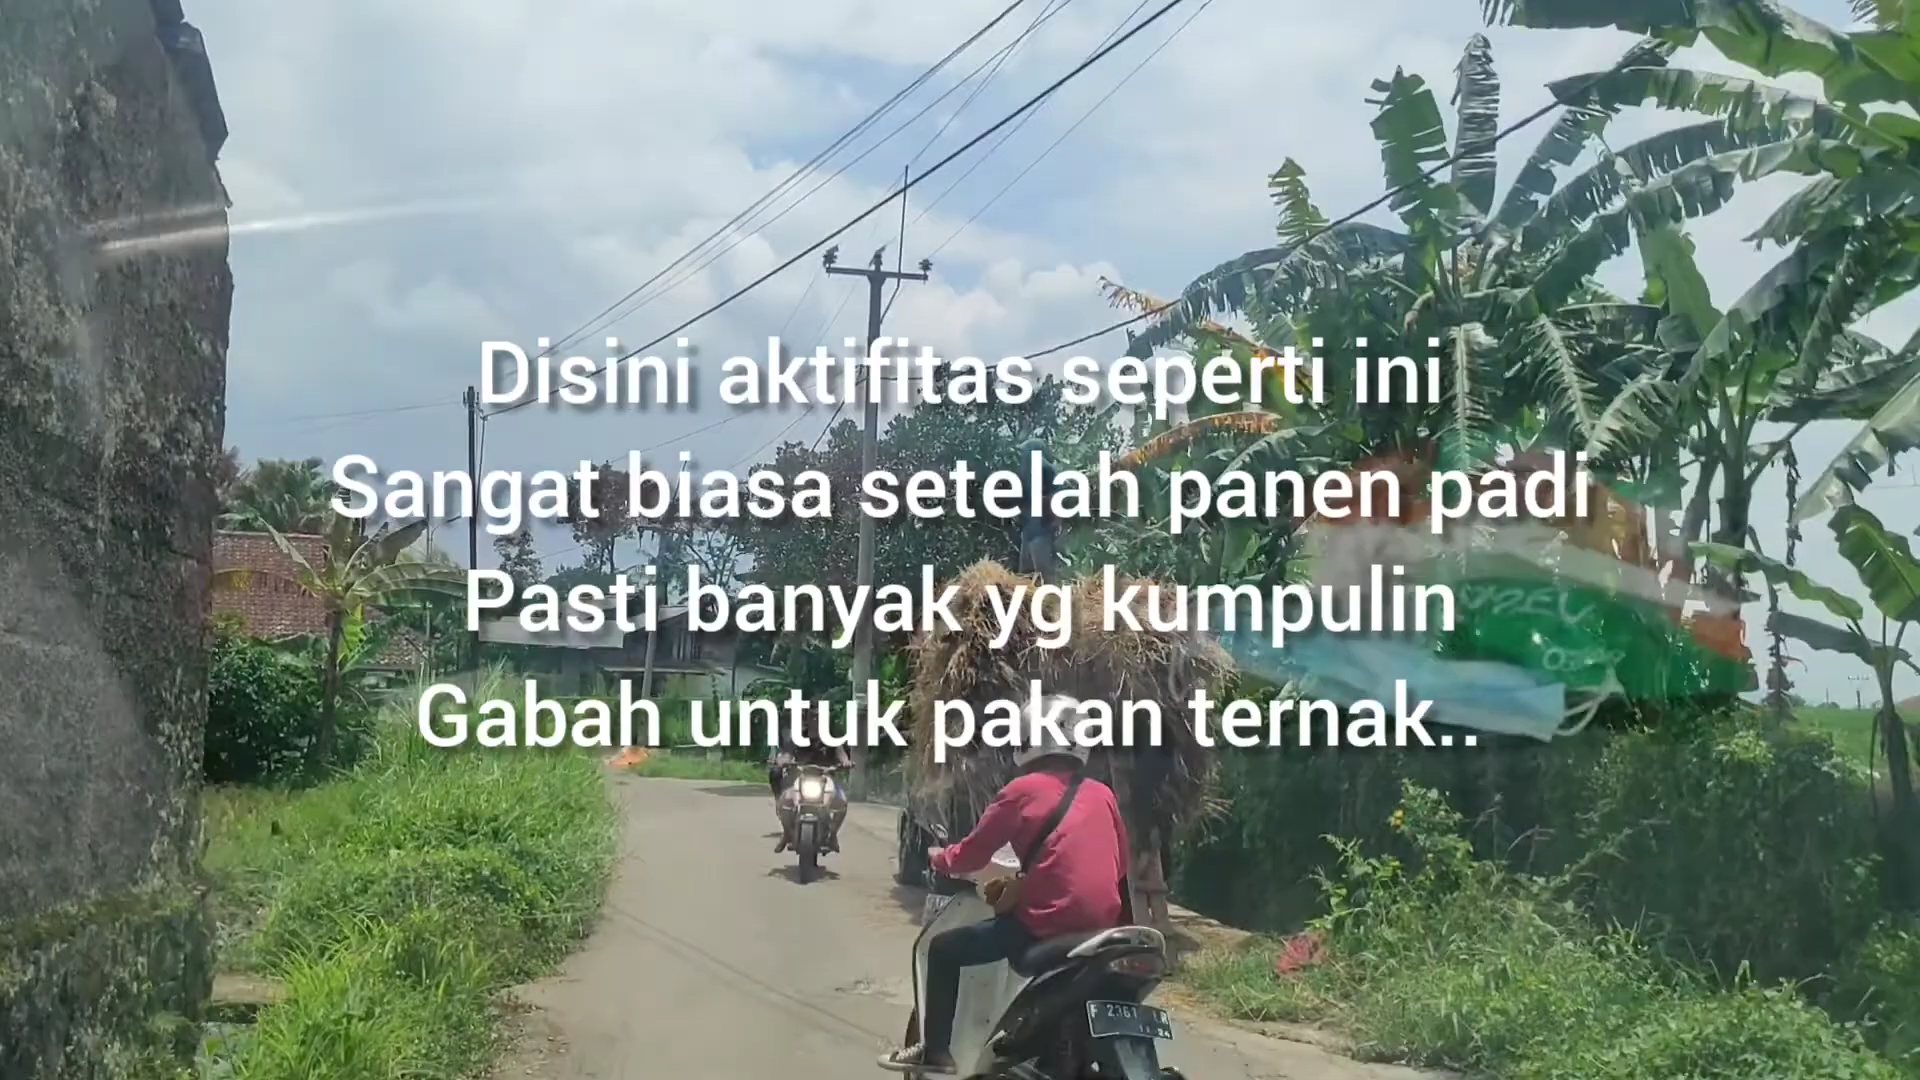 Disini aktifitas seperti ini
Sangat biasa setelah panen padi
Pasti banyak yg kumpulin
Gabah untuk pakan ternak..